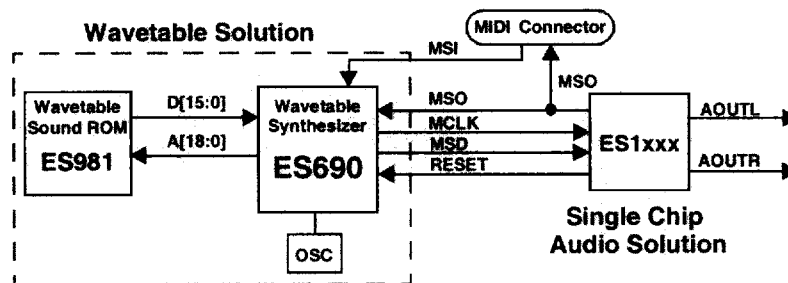 Wavetable Solution
MIDI Connector
MSI
MSO
Wavetable
Sound ROM
ES981
D[15:0]
A[18:0]
Wavetable
Synthesizer
ES690
OSC
MSO
MCLK
MSD
RESET
ES1xxx
AOUTL
AOUTR
Single Chip
Audio Solution